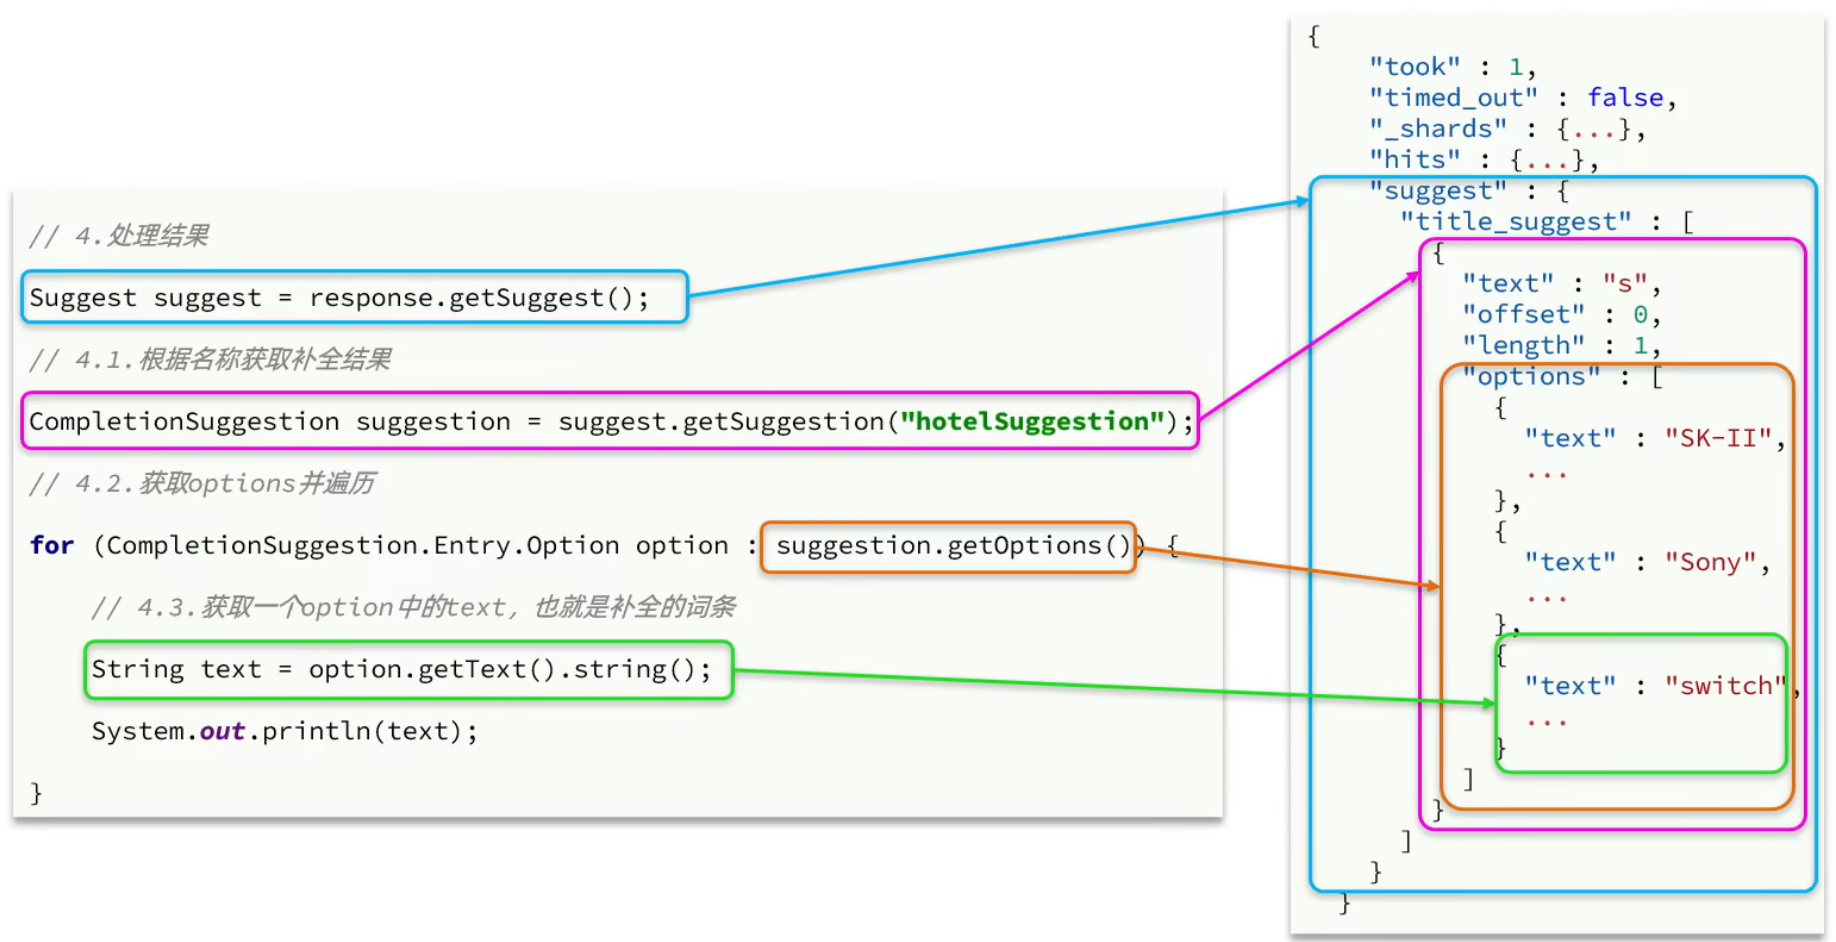 // 4.处理结果
Suggest suggest = response.getSuggest();
// 4.1.根据名称获取补全结果
CompletionSuggestion suggestion = suggest.getSuggestion("hotelSuggestion");
// 4.2.获取options并遍历
for (CompletionSuggestion.Entry.Option option : suggestion.getOptions()) {
    // 4.3.获取一个option中的text，也就是补全的词条
    String text = option.getText().string();
    System.out.println(text);
}
{
    "took" : 1,
    "timed_out" : false,
    "_shards" : {...},
    "hits" : {...},
    "suggest" : {
      "title_suggest" : [
        {
          "text" : "s",
          "offset" : 0,
          "length" : 1,
          "options" : [
            {
              "text" : "SK-II",
              ...
            },
            {
              "text" : "Sony",
              ...
            },
            {
              "text" : "switch",
              ...
            }
          ]
        }
      ]
    }
  }